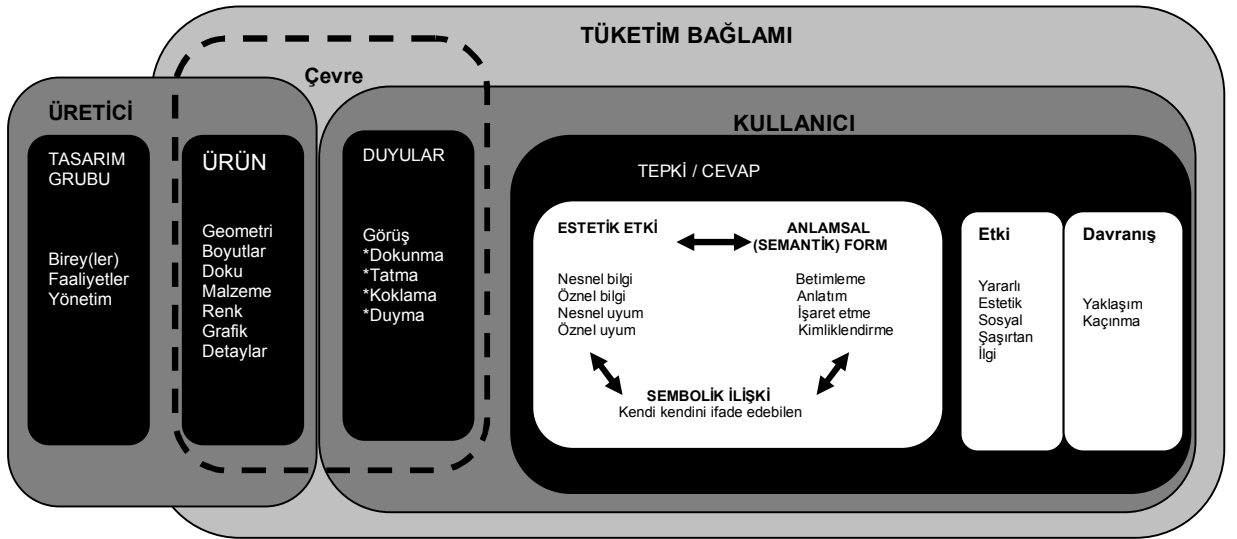 TÜKETİM BAĞLAMI
Çevre
ÜRETİCİ
TASARIM
GRUBU
Birey(ler)
Faaliyetler
Yönetim
ÜRÜN
Geometri
Boyutlar
Doku
Malzeme
Renk
Grafik
Detaylar
DUYULAR
Görüş
*Dokunma
*Tatma
*Koklama
*Duyma
KULLANICI
TEPKİ / CEVAP
ESTETİK ETKİ
Nesnel bilgi
Öznel bilgi
Nesnel uyum
Öznel uyum
ANLAMSAL
(SEMANTİK) FORM
Betimleme
Anlatım
İşaret etme
Kimliklendirme
SEMBOLİK İLİŞKİ
Kendi kendini ifade edebilen
Etki
Yararlı
Estetik
Sosyal
Şaşırtan
İlgi
Davranış
Yaklaşım
Kaçınma